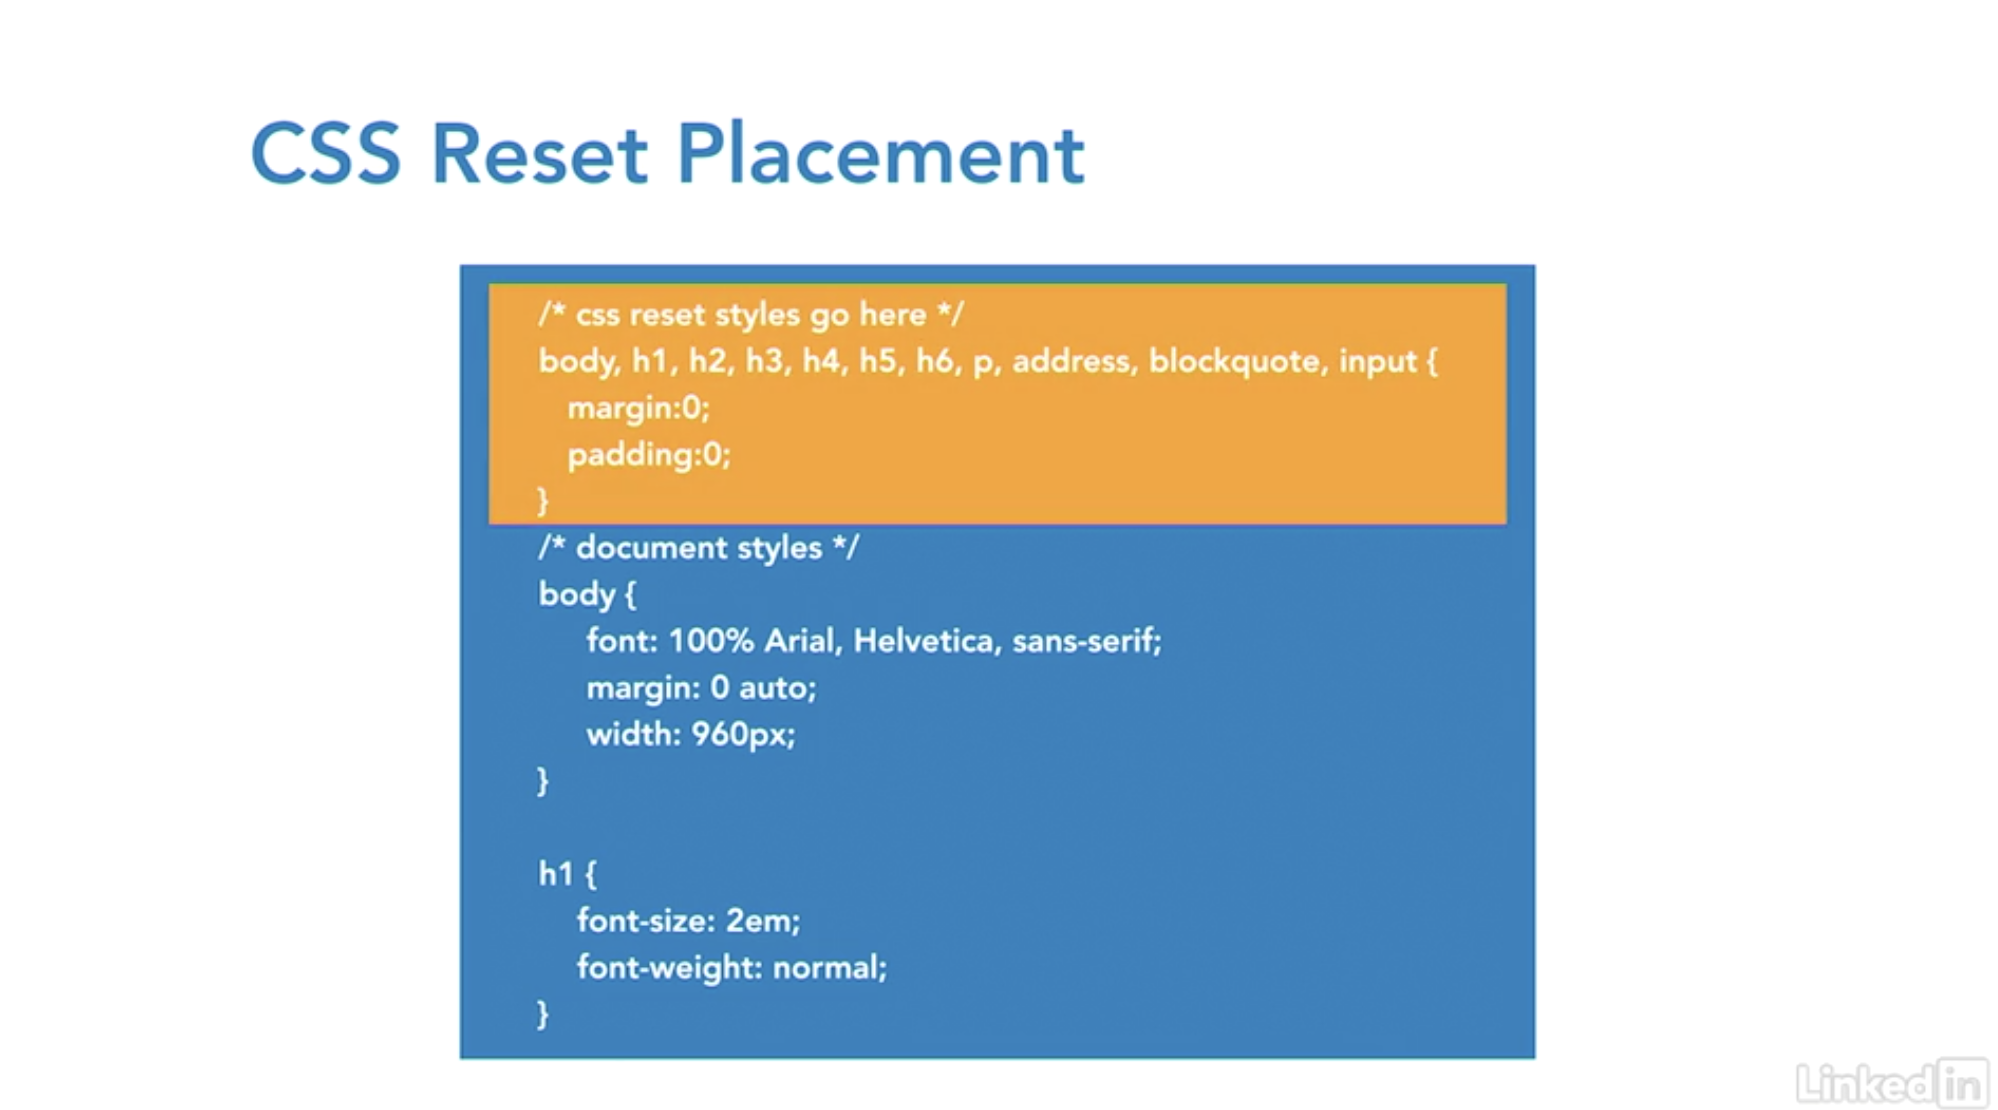 CSS Reset Placement
/* css reset styles go here */
body, h1, h2, h3, h4, h5, h6, p, address, blockquote, input {
margin:0;
padding:0;
}
/* document styles */
body {
font: 100% Arial, Helvetica, sans-serif;
margin: 0 auto;
width: 960px;
}
h1 {
font-size: 2em;
font-weight: normal;
}
Linked in